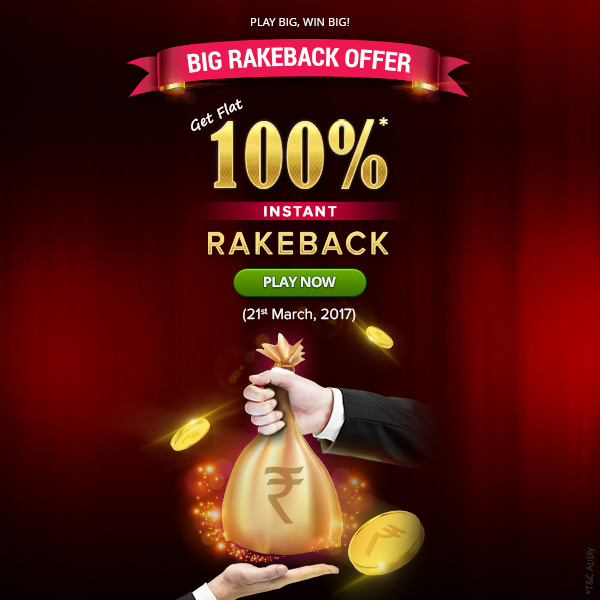 PLAY BIG, WIN BIG!
BIG RAKEBACK OFFER
Get Flat
100%*
INSTANT
RAKEBACK
PLAY NOW
(21st March, 2017)
₹
₹
*T&C Apply